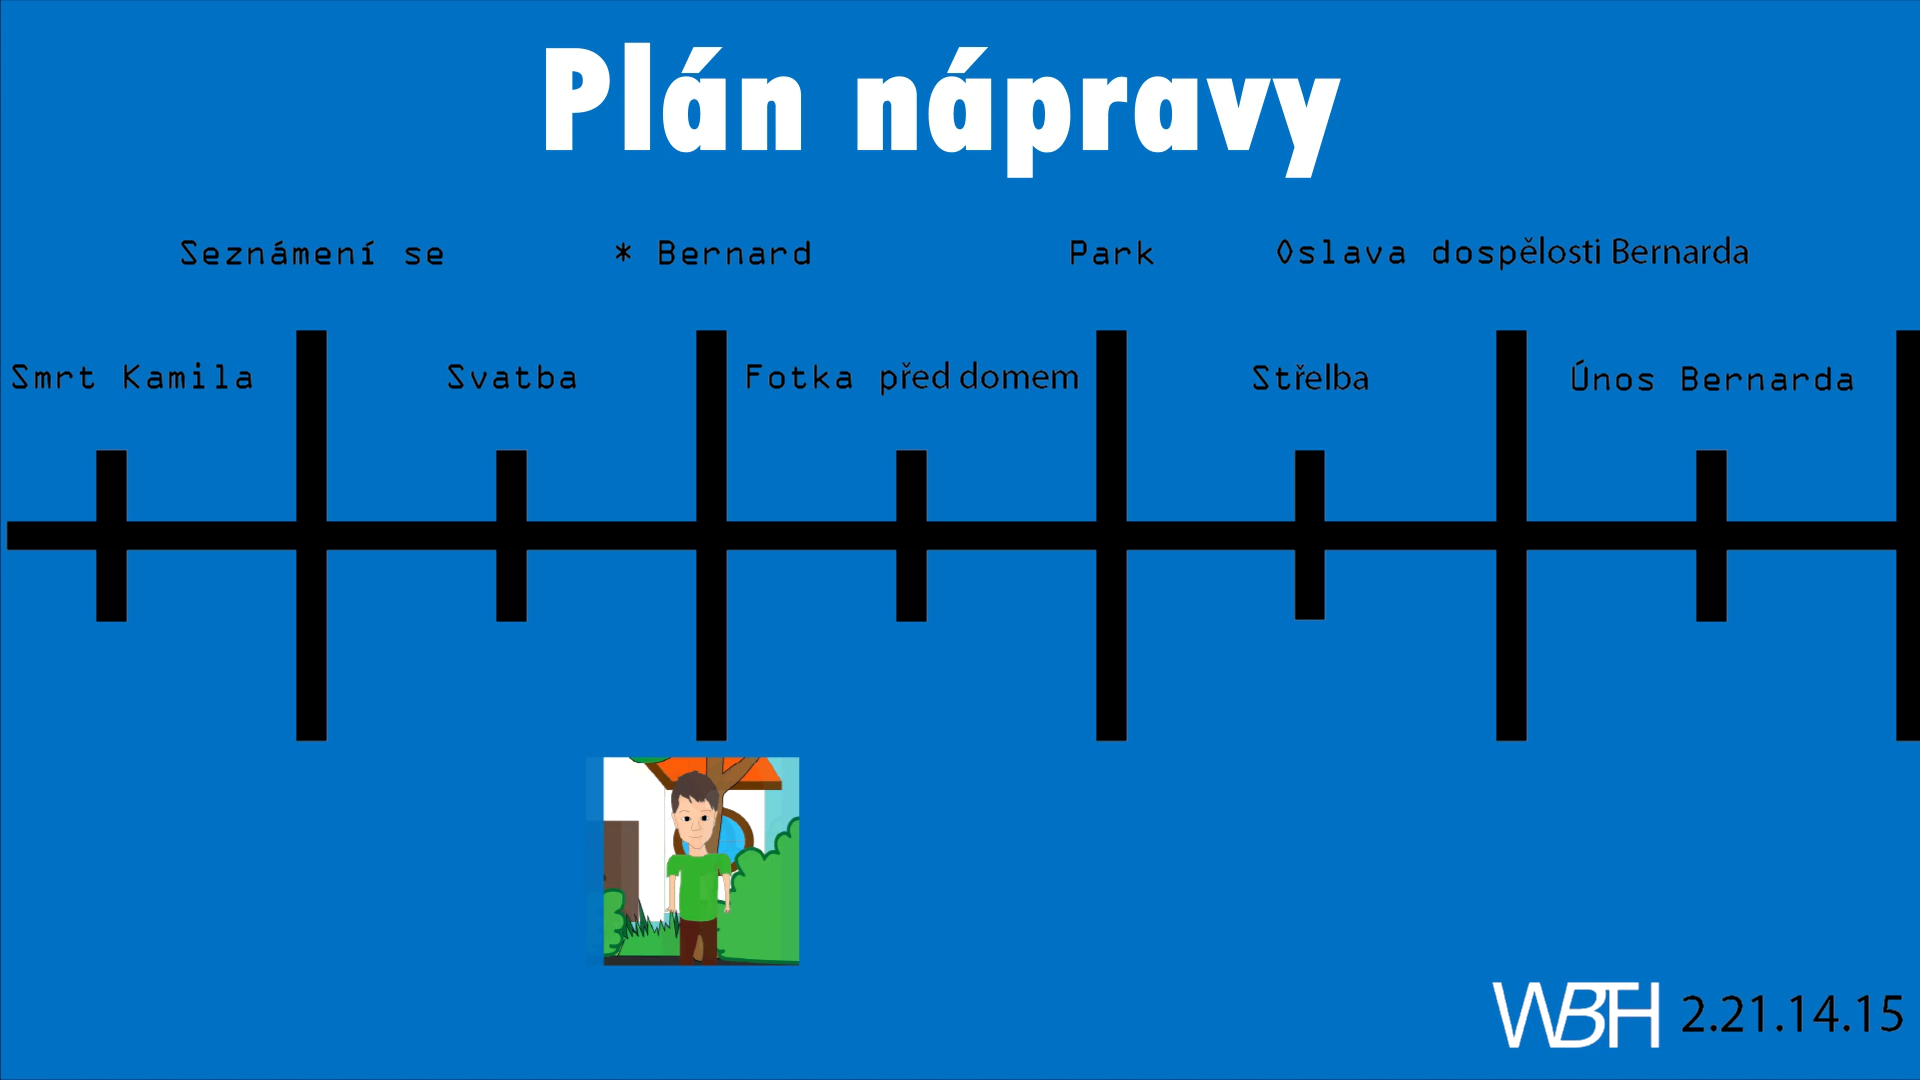 Plán nápravy
Seznámení se * Bernard Park Oslava dospělosti Bernarda
Smrt Kamila Svatba Fotka před domem Střelba Únos Bernarda
WBTH 2.21.14.15